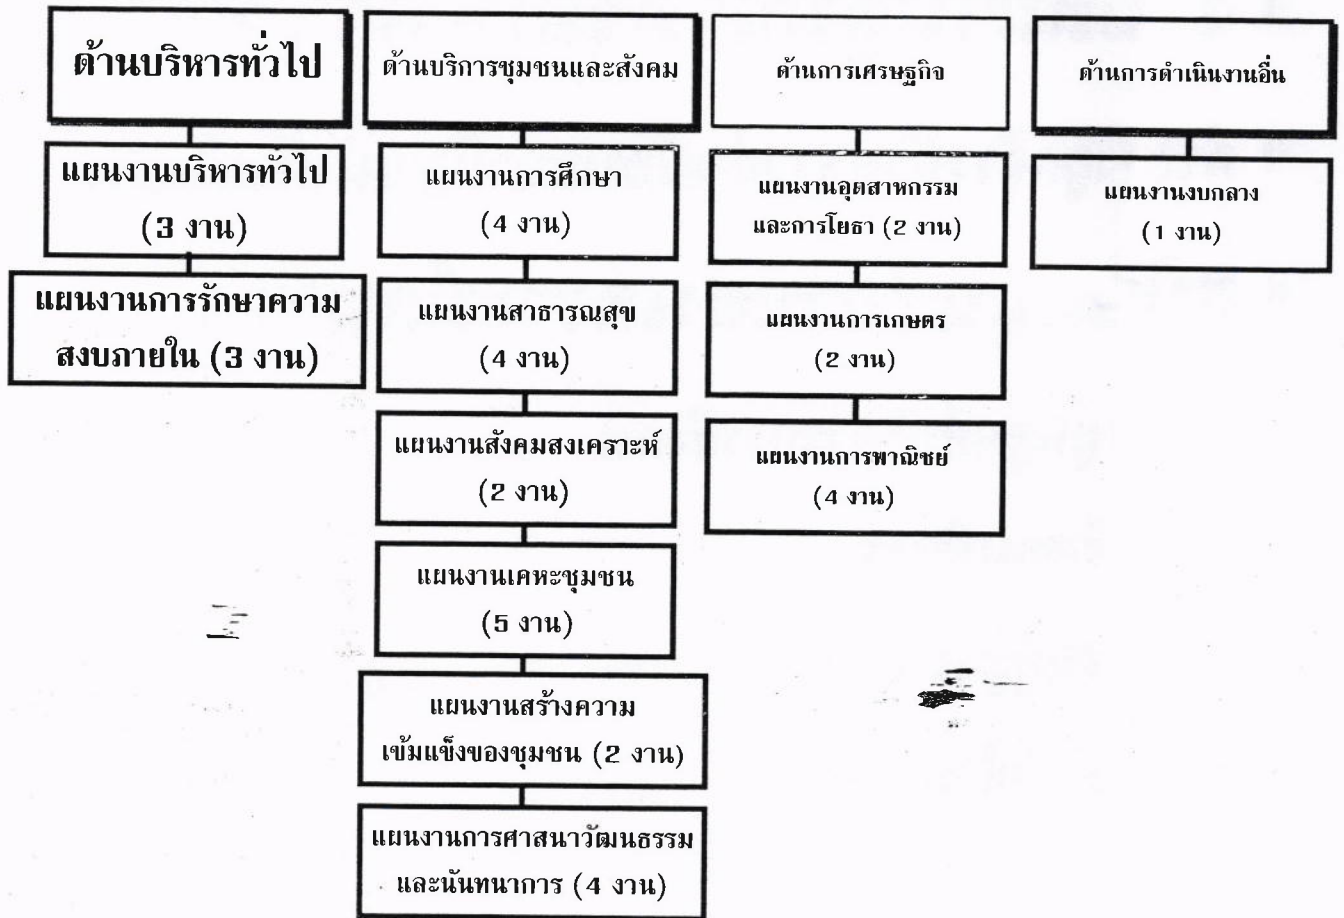 ด้านบริหารทั่วไป
แผนงานบริหารทั่วไป
(3 งาน)
แผนงานการรักษาความ
สงบภายใน (3 งาน)
ด้านบริการชุมชนและสังคม
แผนงานการศึกษา
(4 งาน)
แผนงานสาธารณสุข
(4 งาน)
แผนงานสังคมสงเคราะห์
(2 งาน)
แผนงานเคหะชุมชน
(5 งาน)
แผนงานสร้างความ
เข้มแข็งของชุมชน (2 งาน)
แผนงานการศาสนาวัฒนธรรม
และนันทนาการ (4 งาน)
ด้านการเศรษฐกิจ
แผนงานอุตสาหกรรม
และการโยธา (2 งาน)
แผนงานการเกษตร
(2 งาน)
แผนงานการพาณิชย์
(4 งาน)
ด้านการดำเนินงานอื่น
แผนงานงบกลาง
(1 งาน)